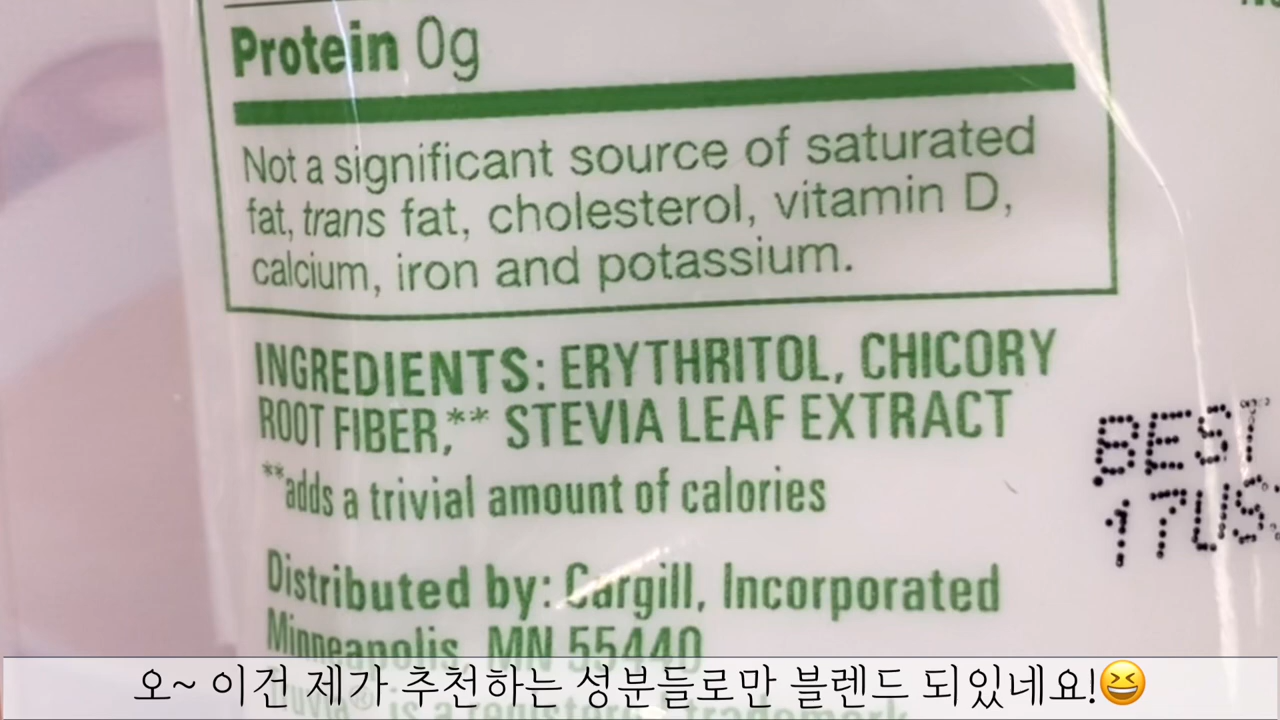 Protein 0g
Not a significant source of saturated
fat, trans fat, cholesterol, vitamin D,
calcium, iron and potassium.
INGREDIENTS: ERYTHRITOL, CHICORY
ROOT FIBER,** STEVIA LEAF EXTRACT
**adds a trivial amount of calories
BEST
17US
Distributed by: Cargill, Incorporated
Minneapolis, MN 55440
is a registered trademark
오~ 이건 제가 추천하는 성분들로만 블렌드 되있네요!😆